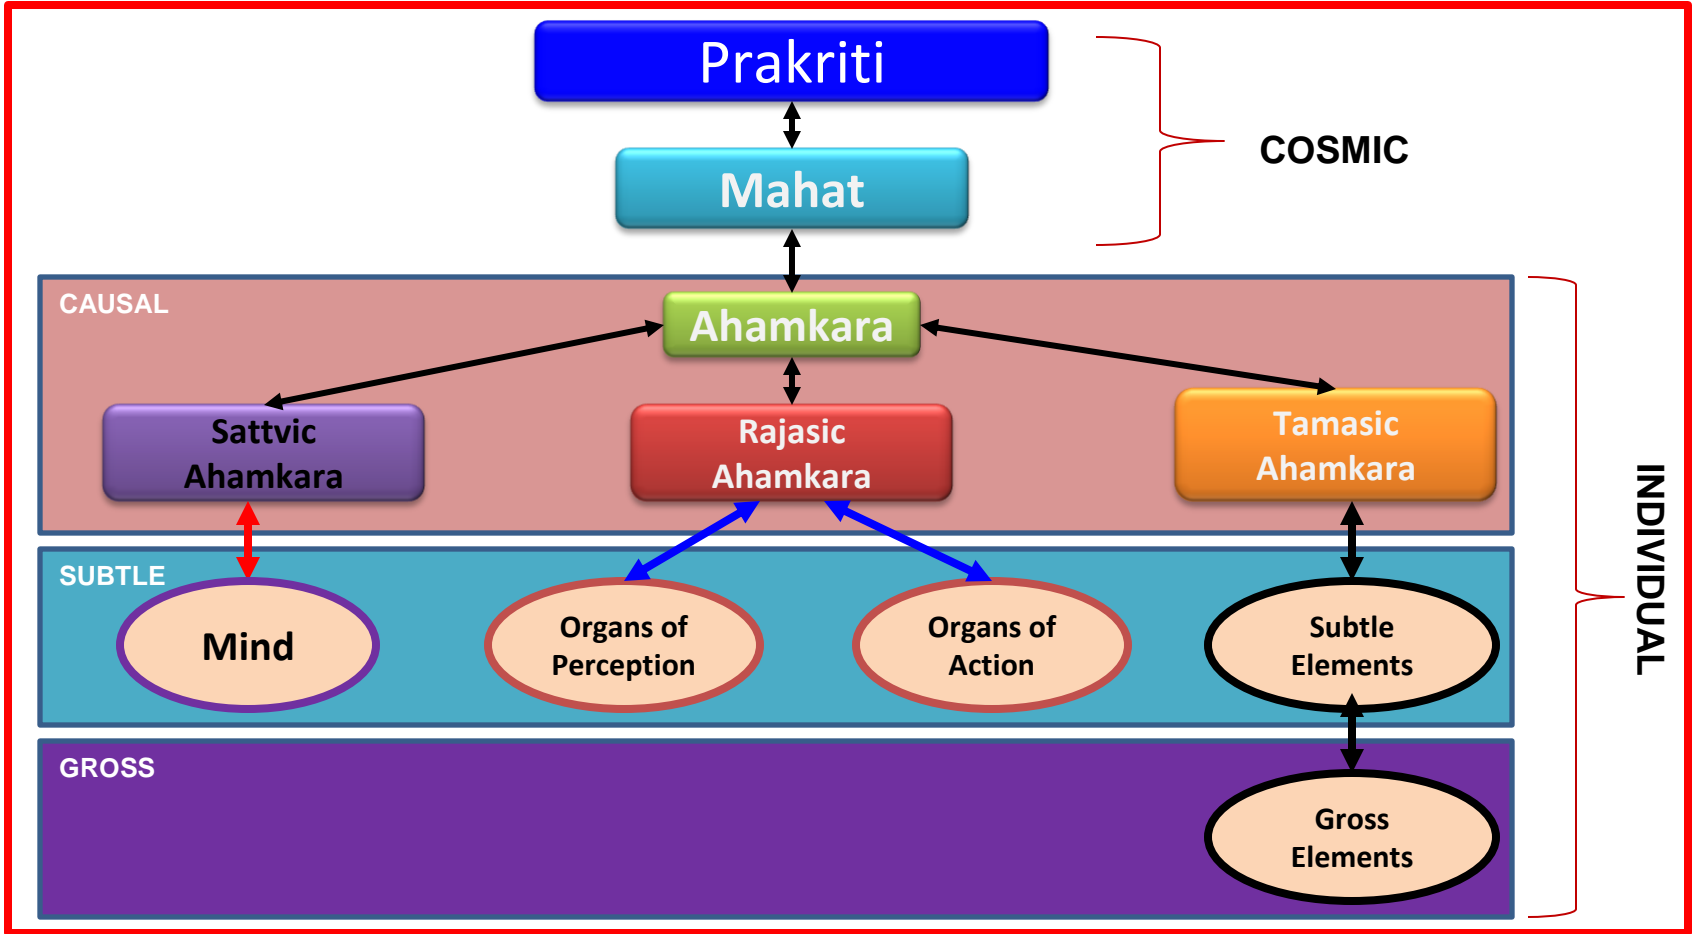 Prakriti
COSMIC
Mahat
CAUSAL
Ahamkara
Sattvic
Ahamkara
Rajasic
Ahamkara
Tamasic
Ahamkara
INDIVIDUAL
SUBTLE
Mind
Organs of
Perception
Organs of
Action
Subtle
Elements
GROSS
Gross
Elements